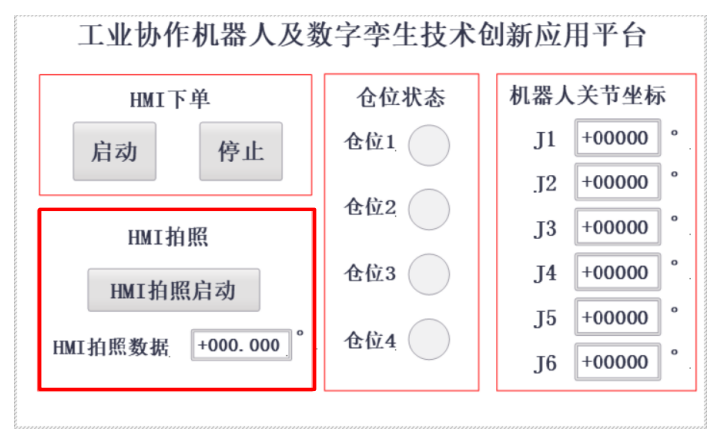 工业协作机器人及数字孪生技术创新应用平台
HMI下单
启动
停止
HMI拍照
HMI拍照启动
HMI拍照数据 +000.000 °
仓位状态
仓位1
仓位2
仓位3
仓位4
机器人关节坐标
J1 +00000 °
J2 +00000 °
J3 +00000 °
J4 +00000 °
J5 +00000 °
J6 +00000 °